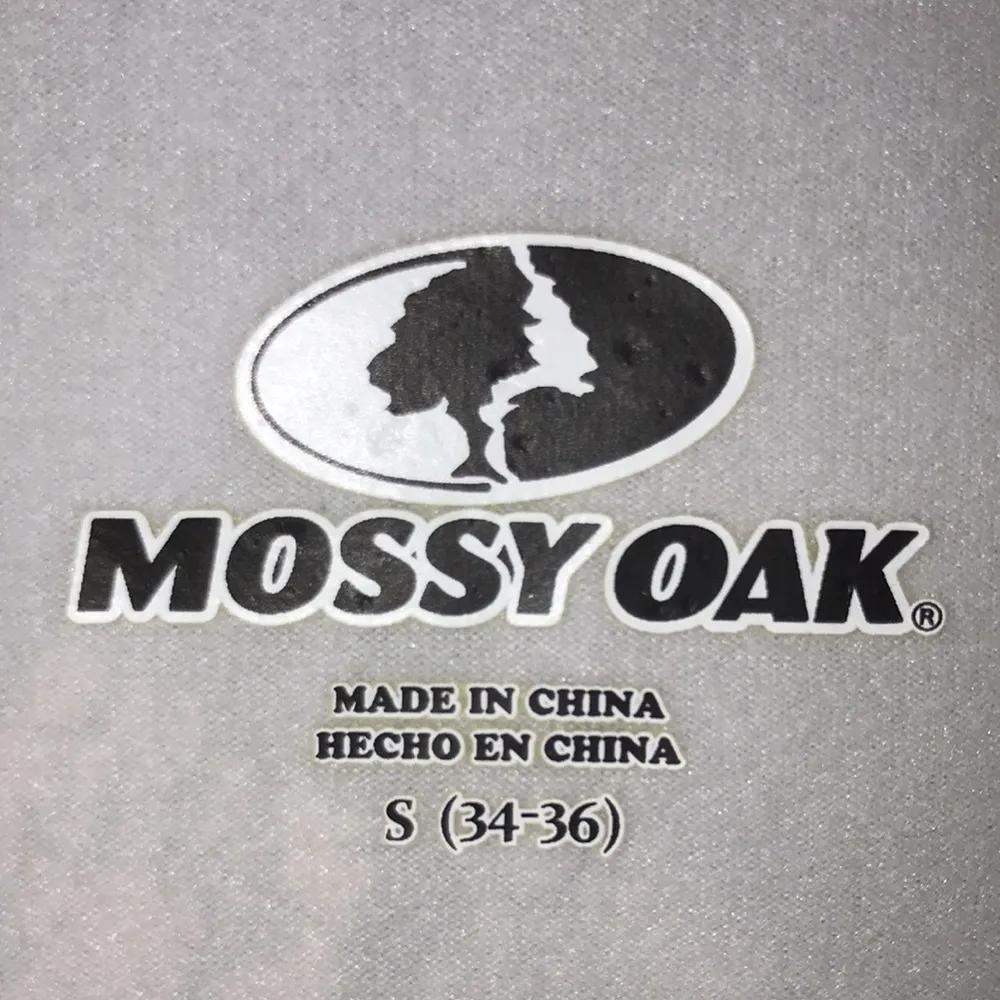 MOSSY OAK®
MADE IN CHINA
HECHO EN CHINA
S (34-36)